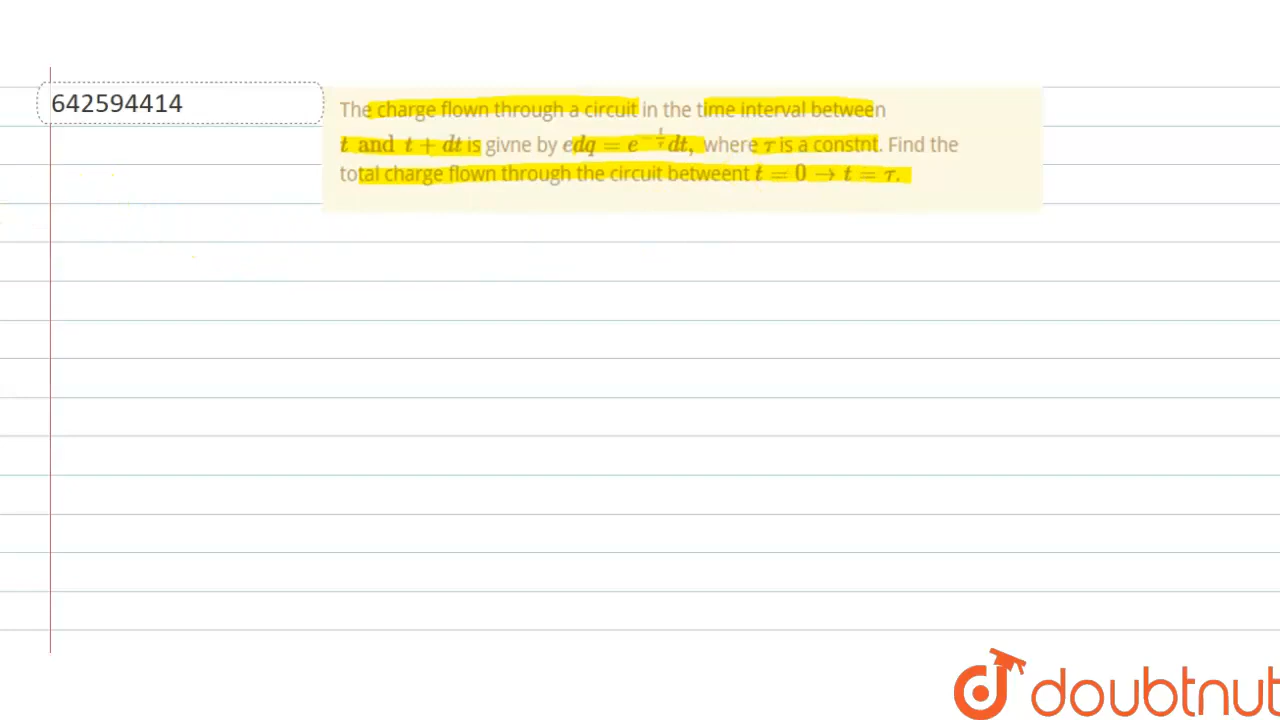 642594414
The charge flown through a circuit in the time interval between
t and t + dt is givne by edq = e^{-\frac{t}{τ}} dt, where τ is a constnt. Find the
total charge flown through the circuit betweent t = 0 → t = τ.
doubtnut